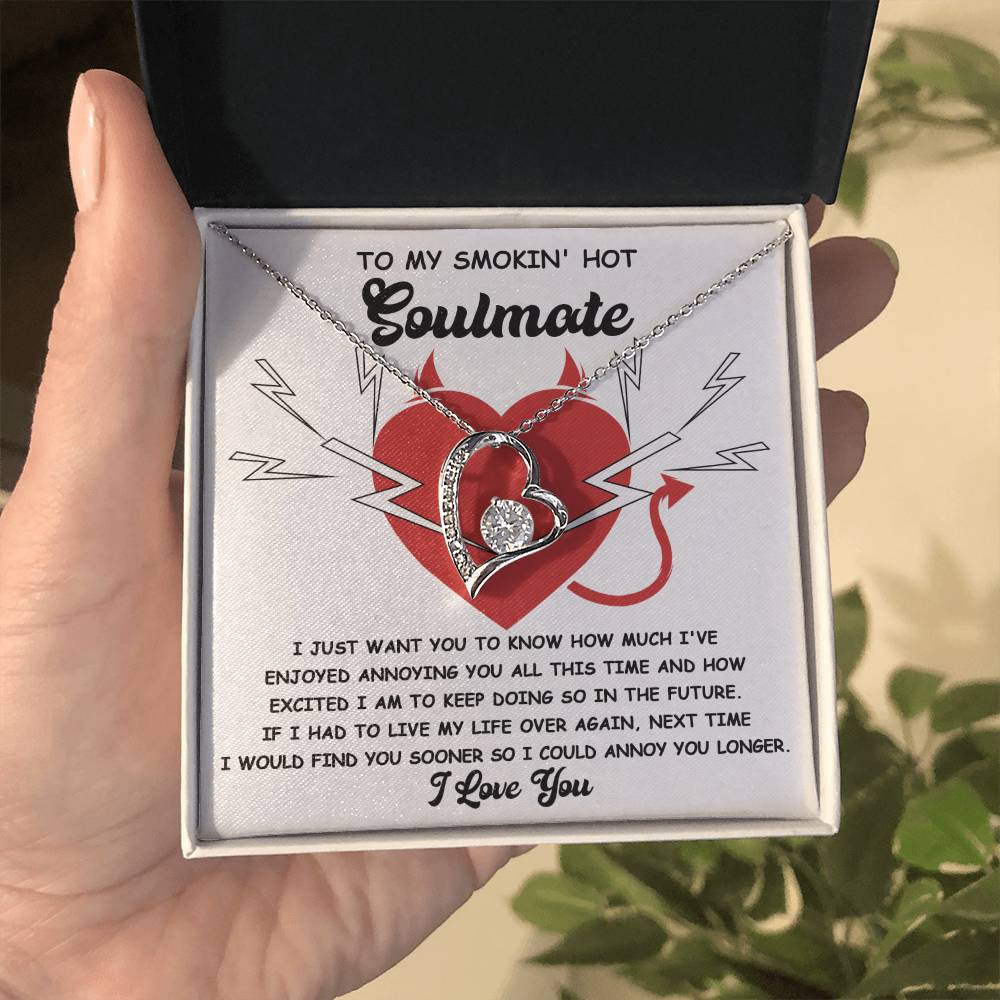 TO MY SMOKIN' HOT
Soulmate
I JUST WANT YOU TO KNOW HOW MUCH I'VE
ENJOYED ANNOYING YOU ALL THIS TIME AND HOW
EXCITED I AM TO KEEP DOING SO IN THE FUTURE.
IF I HAD TO LIVE MY LIFE OVER AGAIN, NEXT TIME
I WOULD FIND YOU SOONER SO I COULD ANNOY YOU LONGER.
I Love You